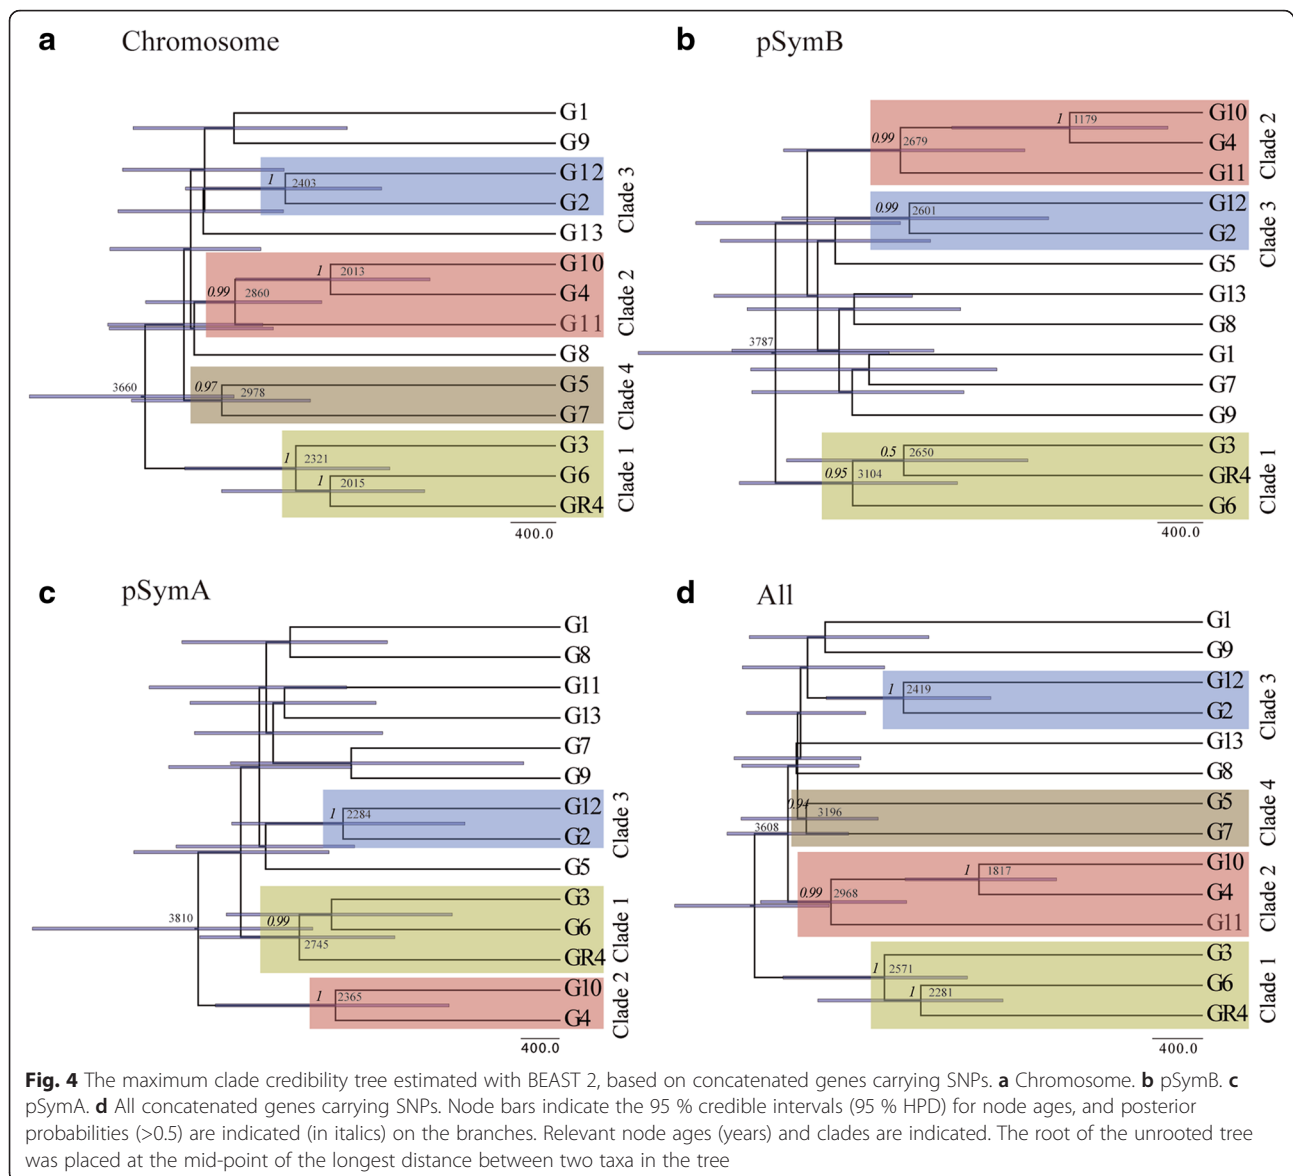 a Chromosome
G1
G9
G12
1 2403
G2
Clade 3
G13
G10
1 2013
G4
0.99 2860
G11
Clade 2
G8
3660
G5
0.97 2978
G7
Clade 4
G3
1 2321
G6
1 2015
GR4
Clade 1
400.0
b pSymB
G10
1 1179
G4
0.99 2679
G11
Clade 2
G12
0.99 2601
G2
Clade 3
G5
G13
G8
3787
G1
G7
G9
G3
0.5 2650
GR4
0.95 3104
G6
Clade 1
400.0
c pSymA
G1
G8
G11
G13
G7
G9
G12
1 2284
G2
Clade 3
G5
G3
3810
0.99
G6
2745
GR4
Clade 1
G10
1 2365
G4
Clade 2
400.0
d All
G1
G9
G12
1 2419
G2
Clade 3
G13
G8
G5
0.94 3196
3608
G7
Clade 4
G10
1 1817
G4
0.99 2968
G11
Clade 2
G3
1 2571
G6
1 2281
GR4
Clade 1
400.0
Fig. 4 The maximum clade credibility tree estimated with BEAST 2, based on concatenated genes carrying SNPs. a Chromosome. b pSymB. c
pSymA. d All concatenated genes carrying SNPs. Node bars indicate the 95 % credible intervals (95 % HPD) for node ages, and posterior
probabilities (>0.5) are indicated (in italics) on the branches. Relevant node ages (years) and clades are indicated. The root of the unrooted tree
was placed at the mid-point of the longest distance between two taxa in the tree